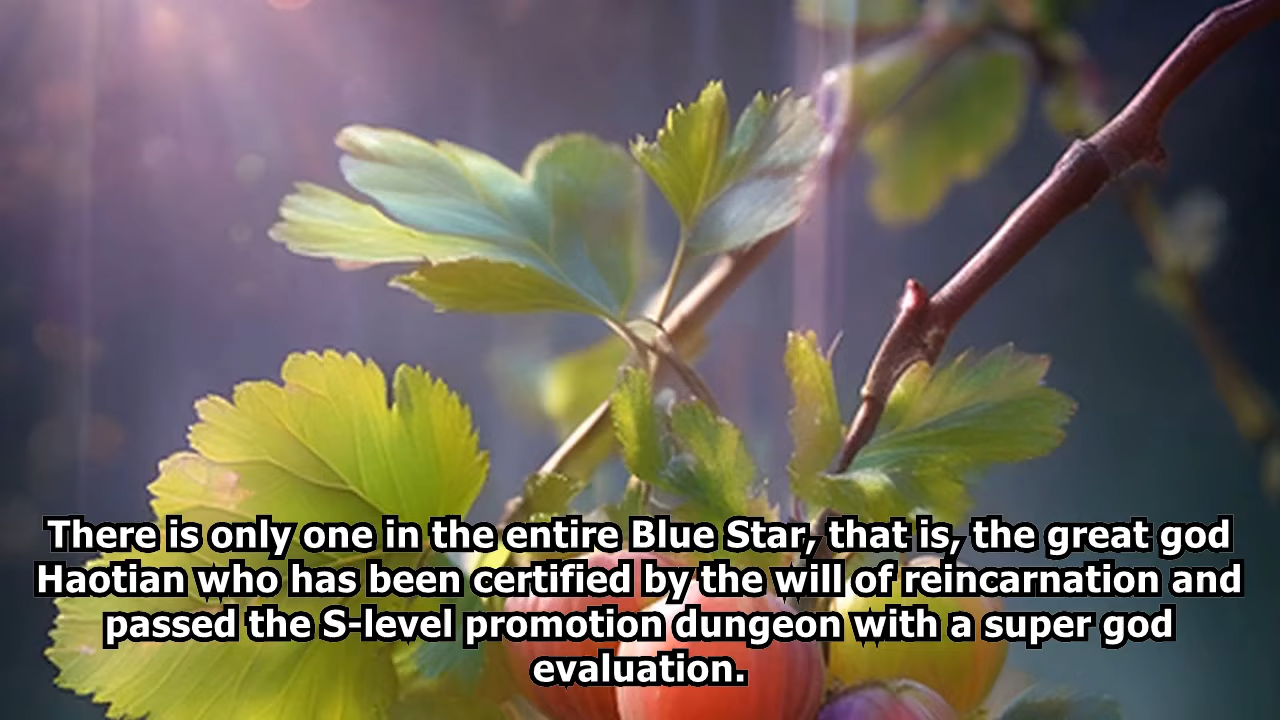 There is only one in the entire Blue Star, that is, the great god
Haotian who has been certified by the will of reincarnation and
passed the S-level promotion dungeon with a super god
evaluation.